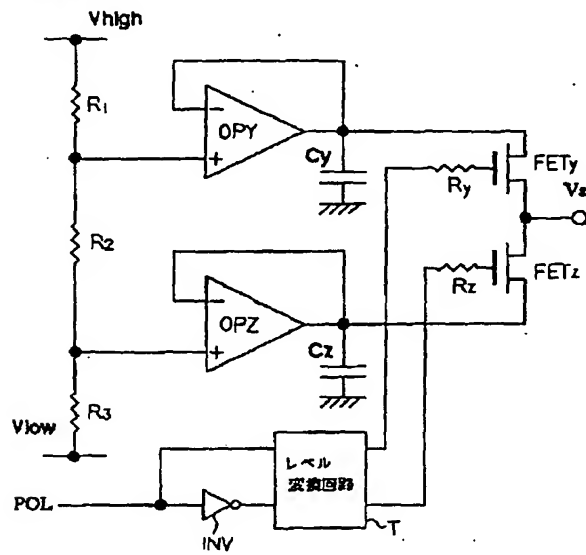 Vhigh
R1
OPY
Cy
Ry
FETy
R2
OPZ
Cz
Rz
FETz
R3
Vlow
POL
INV
レベル
変換回路
T